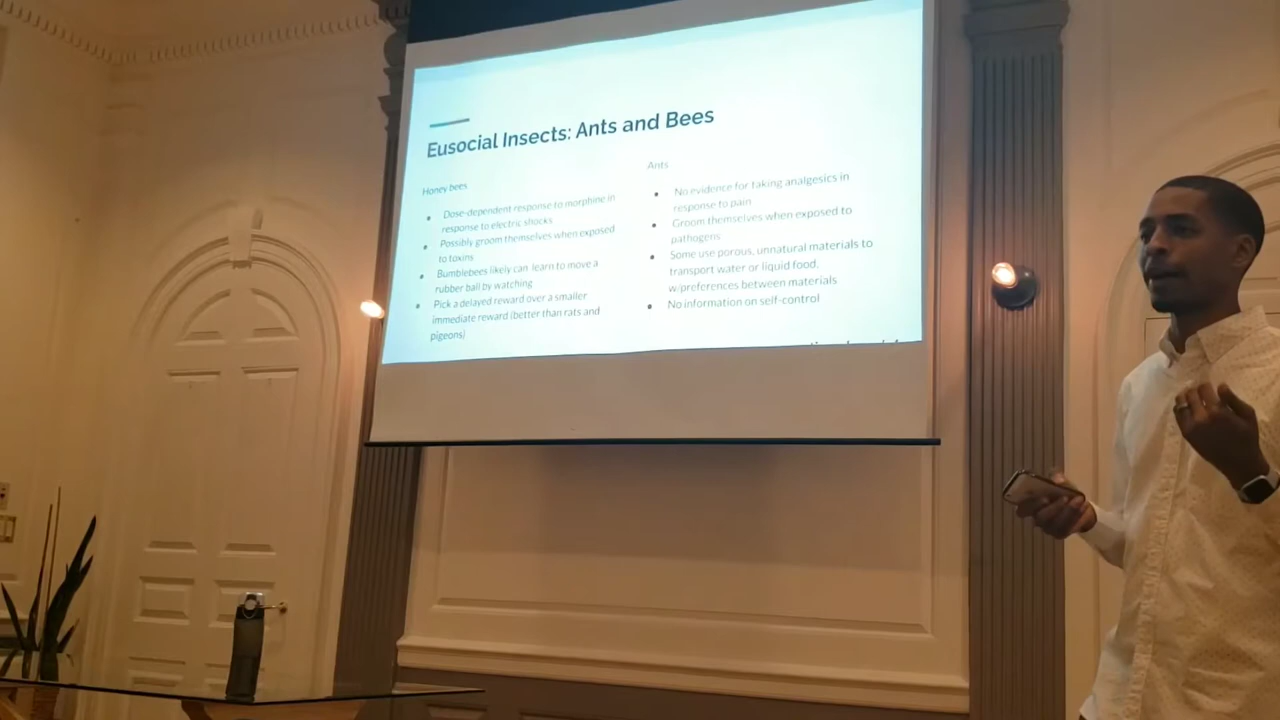 Eusocial Insects: Ants and Bees
Honey bees
Dose-dependent response to morphine in
response to electric shocks
Possibly groom themselves when exposed
to toxins
Bumblebees likely can learn to move a
rubber ball by watching
Pick a delayed reward over a smaller
immediate reward (better than rats and
pigeons)
Ants
No evidence for taking analgesics in
response to pain
Groom themselves when exposed to
pathogens
Some use porous, unnatural materials to
transport water or liquid food,
w/preferences between materials
No information on self-control